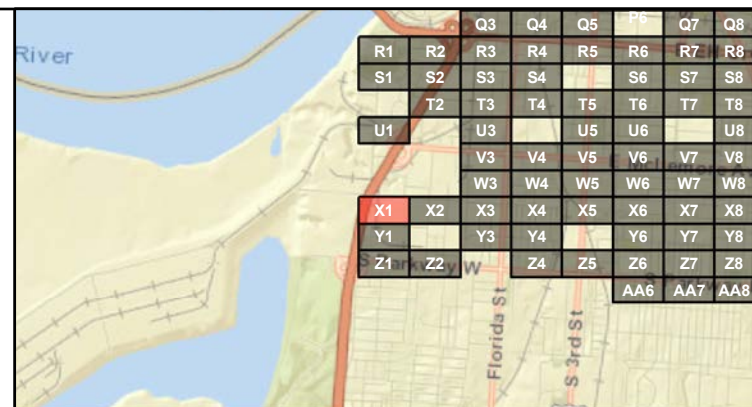 P6
Q3 Q4 Q5 Q7 Q8
River R1 R2 R3 R4 R5 R6 R7 R8
S1 S2 S3 S4 S6 S7 S8
T2 T3 T4 T5 T6 T7 T8
U1 U3 U5 U6 U8
V3 V4 V5 V6 V7 V8
W3 W4 W5 W6 W7 W8
X1 X2 X3 X4 X5 X6 X7 X8
Y1 Y3 Y4 Y6 Y7 Y8
Z1 Z2 Z4 Z5 Z6 Z7 Z8
S Parkway W
AA6 AA7 AA8
Florida St
S 3rd St